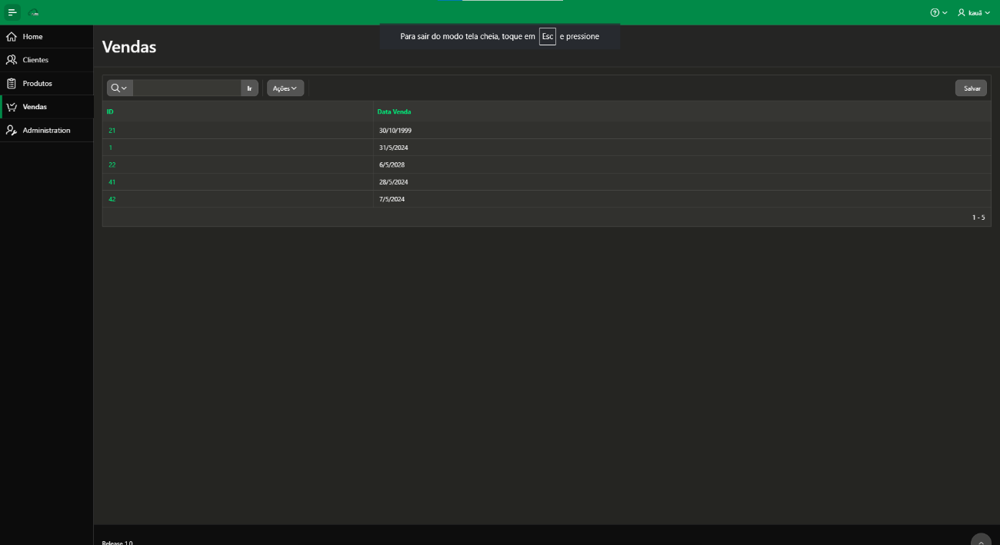 kauã
Para sair do modo tela cheia, toque em Esc e pressione
Home
Clientes
Produtos
Vendas
Administration
Vendas
Ir
Ações
Salvar
ID Data Venda
21 30/10/1999
1 31/5/2024
22 6/5/2028
41 28/5/2024
42 7/5/2024
1 - 5
Release 1.0